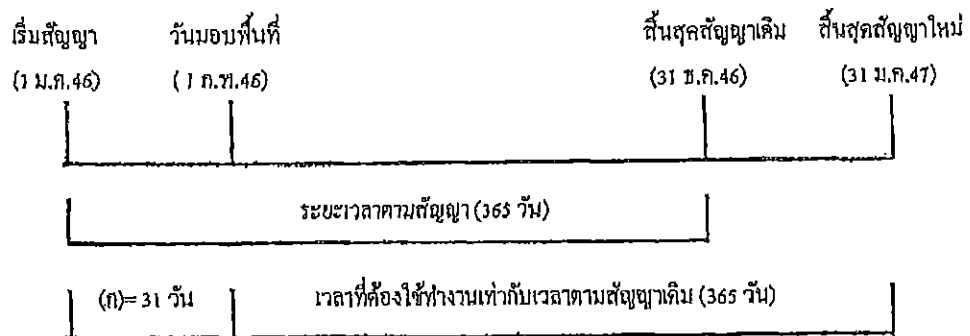 เริ่มสัญญา วันมอบพื้นที่ สิ้นสุดสัญญาเดิม สิ้นสุดสัญญาใหม่
(1 ม.ค.46) (1 ก.พ.46) (31 ธ.ค.46) (31 ม.ค.47)
ระยะเวลาตามสัญญา (365 วัน)
(ก)= 31 วัน เวลาที่ต้องใช้ทำงานเท่ากับเวลาตามสัญญาเดิม (365 วัน)